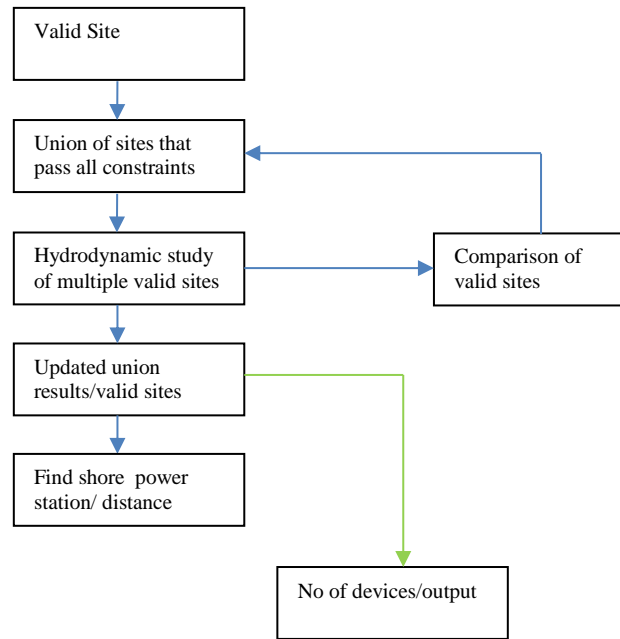 Valid Site
Union of sites that
pass all constraints
Hydrodynamic study
of multiple valid sites
Comparison of
valid sites
Updated union
results/valid sites
Find shore  power
station/ distance
No of devices/output